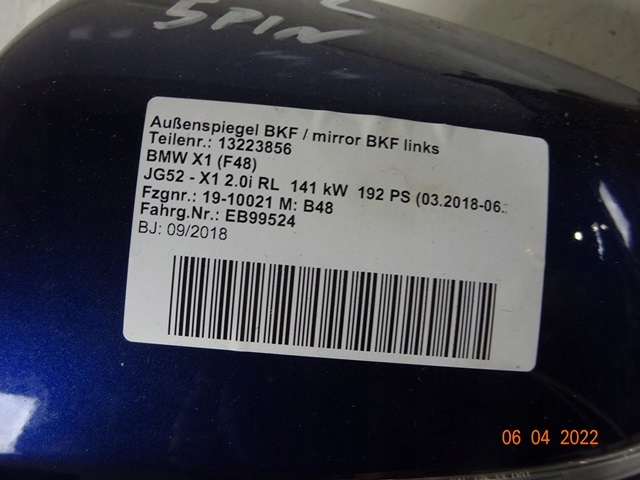 L
5PIN
Außenspiegel BKF / mirror BKF links
Teilenr.: 13223856
BMW X1 (F48)
JG52 - X1 2.0i RL 141 kW 192 PS (03.2018-06.
Fzgnr.: 19-10021 M: B48
Fahrg.Nr.: EB99524
BJ: 09/2018
06 04 2022